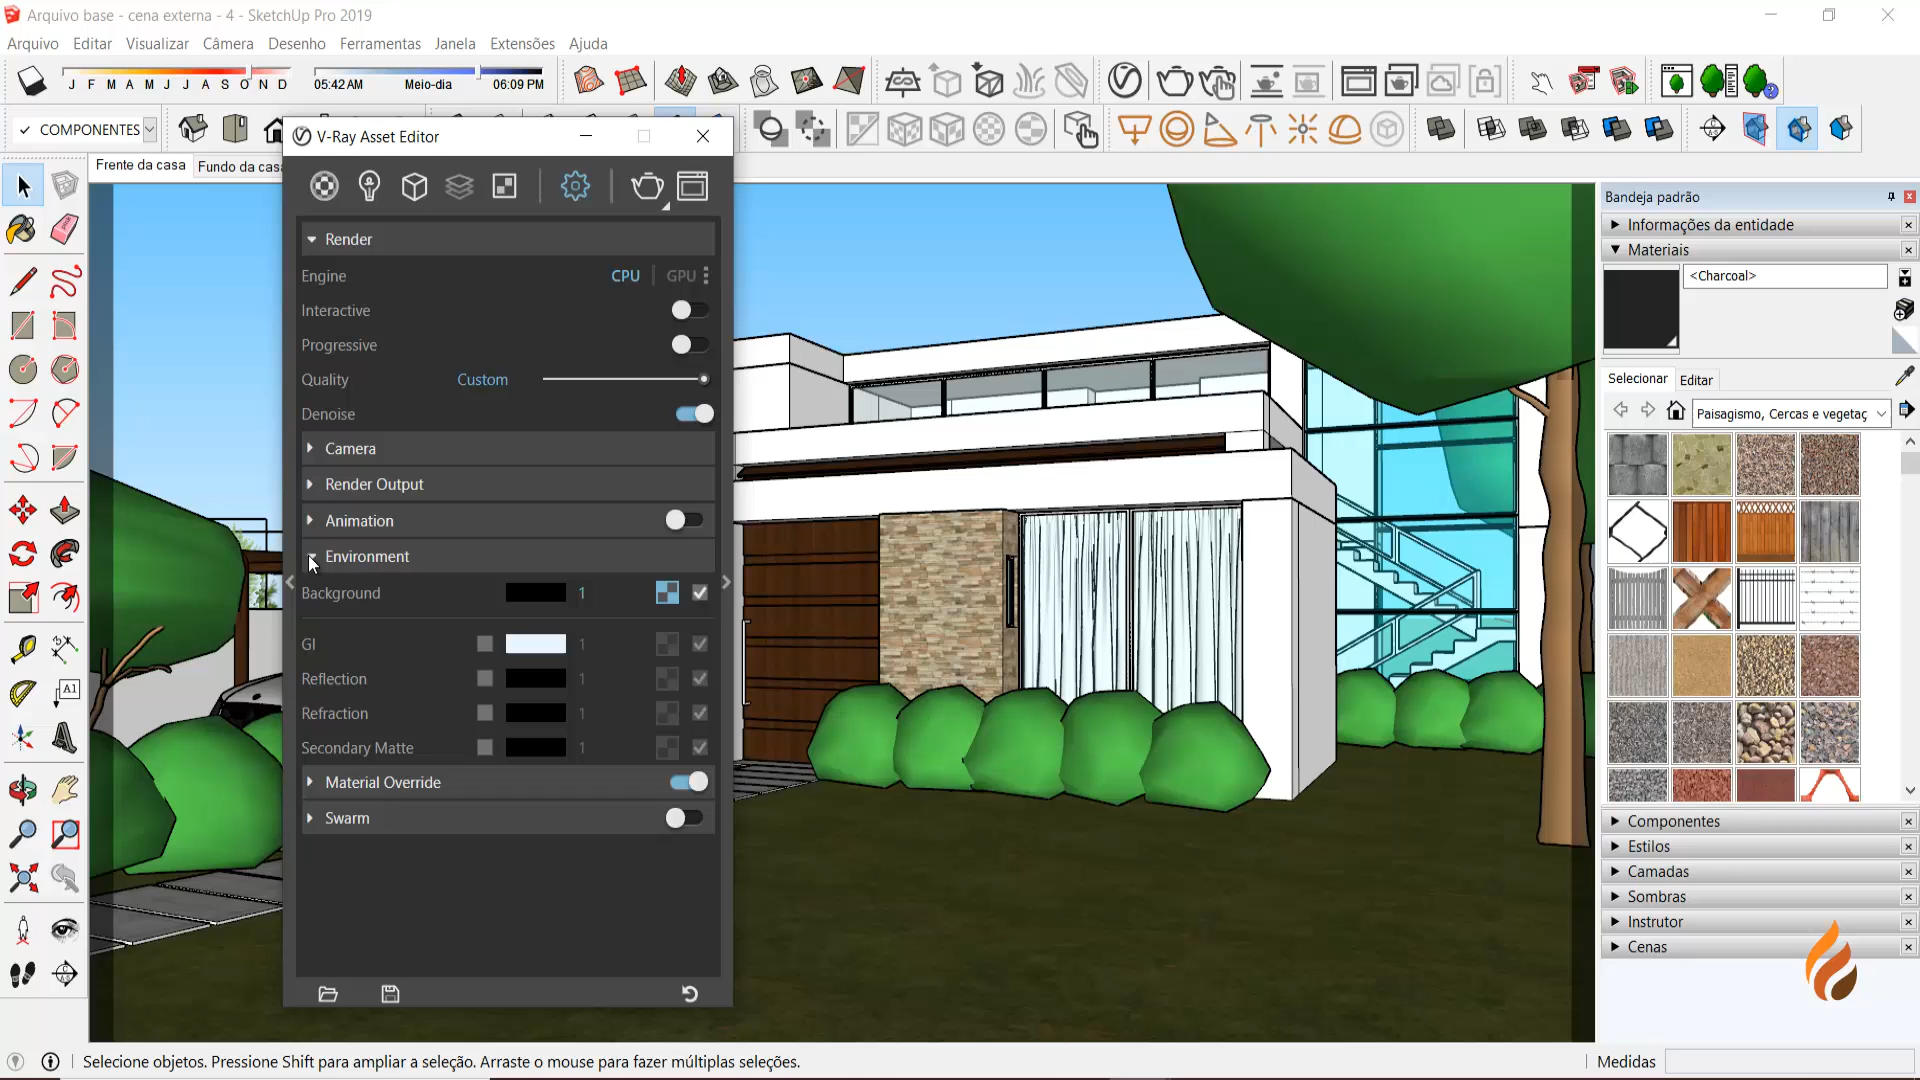 Arquivo base - cena externa - 4 - SketchUp Pro 2019
Arquivo Editar Visualizar Câmera Desenho Ferramentas Janela Extensões Ajuda
J F M A M J J A S O N D 05:42 AM Meio-dia 06:09 PM
✓ COMPONENTES
Frente da casa
Fundo da cas
V-Ray Asset Editor
Render
Engine CPU GPU
Interactive
Progressive
Quality Custom
Denoise
Camera
Render Output
Animation
Environment
Background 1
GI 1
Reflection 1
Refraction 1
Secondary Matte 1
Material Override
Swarm
Bandeja padrão
Informações da entidade
Materiais
<Charcoal>
Selecionar Editar
Paisagismo, Cercas e vegetaç
Componentes
Estilos
Camadas
Sombras
Instrutor
Cenas
A1
Selecione objetos. Pressione Shift para ampliar a seleção. Arraste o mouse para fazer múltiplas seleções.
Medidas